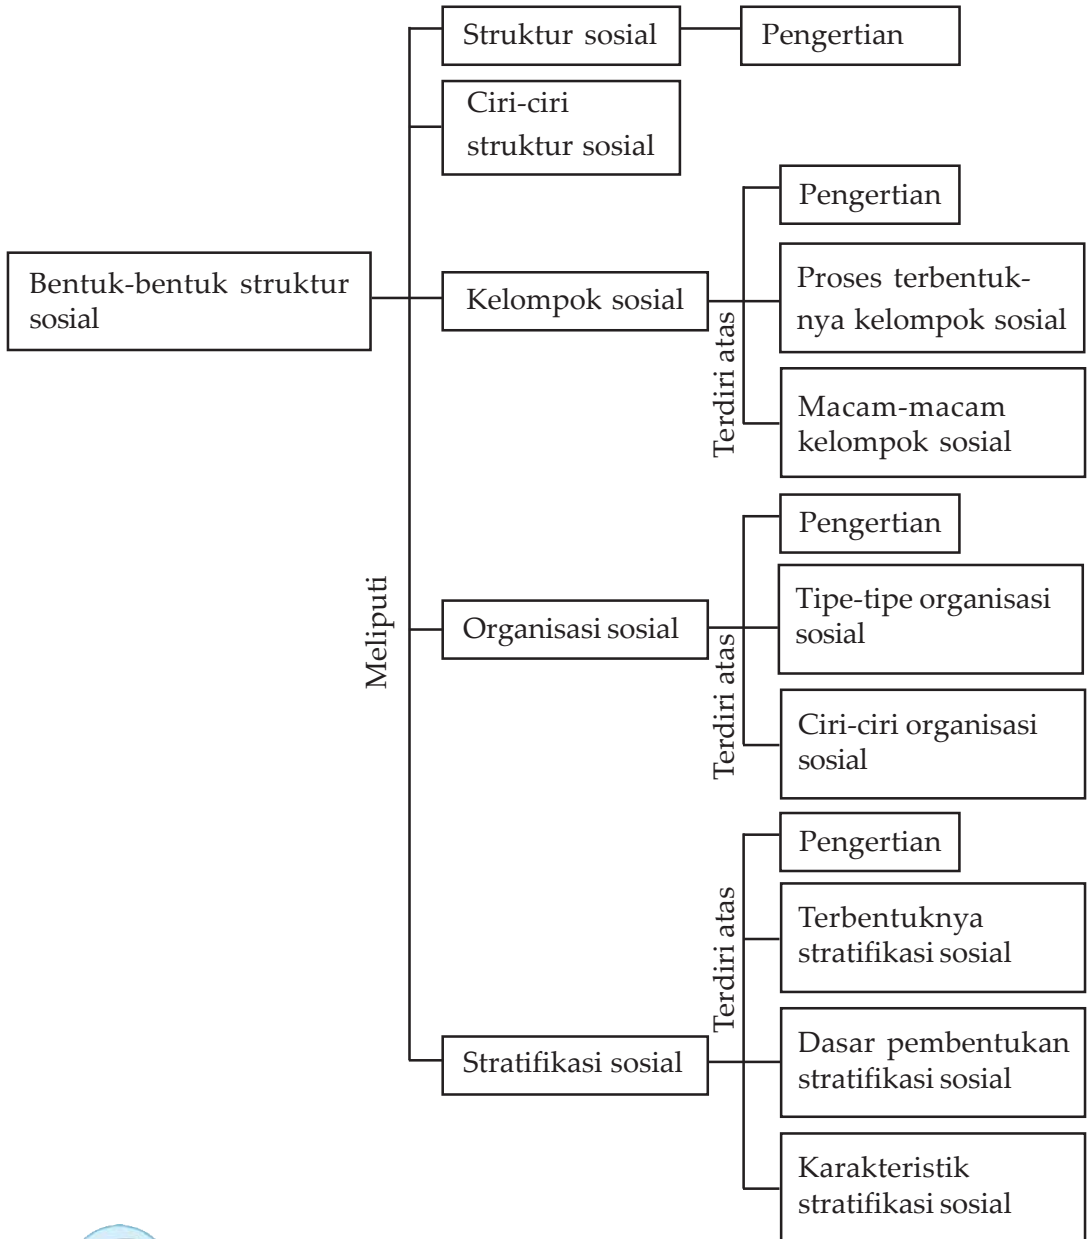 Struktur sosial
Pengertian
Ciri-ciri
struktur sosial
Bentuk-bentuk struktur
sosial
Meliputi
Kelompok sosial
Terdiri atas
Pengertian
Proses terbentuk-
nya kelompok sosial
Macam-macam
kelompok sosial
Organisasi sosial
Terdiri atas
Pengertian
Tipe-tipe organisasi
sosial
Ciri-ciri organisasi
sosial
Stratifikasi sosial
Terdiri atas
Pengertian
Terbentuknya
stratifikasi sosial
Dasar pembentukan
stratifikasi sosial
Karakteristik
stratifikasi sosial